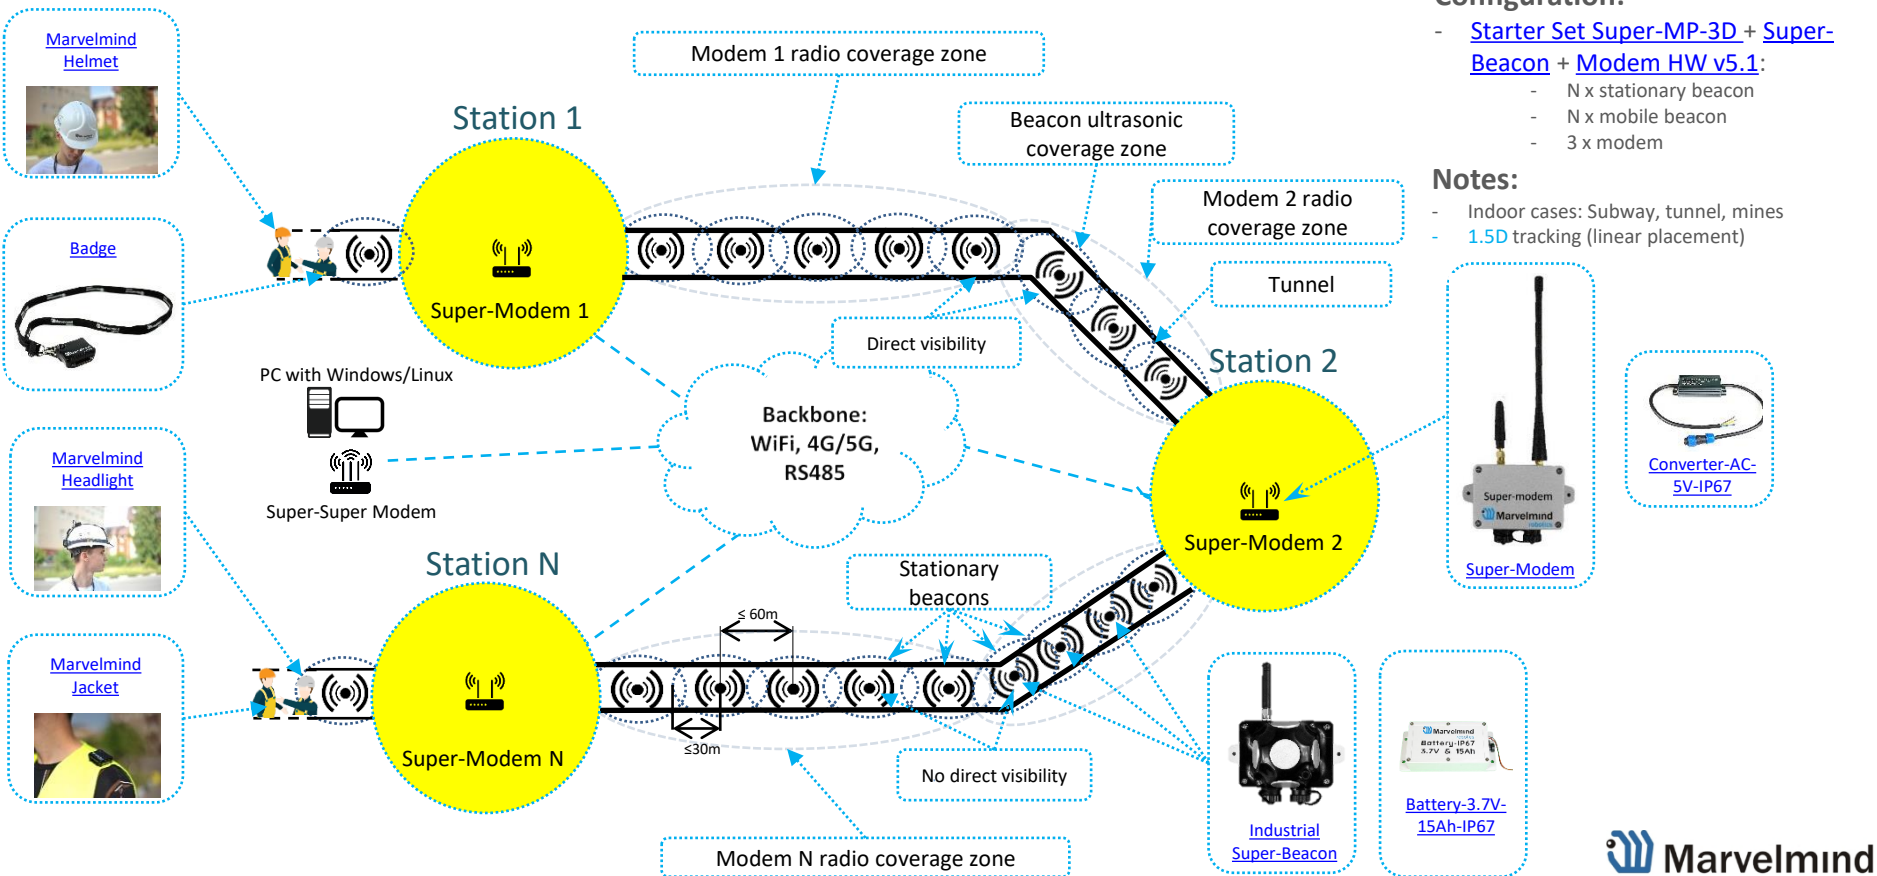 Configuration:
- Starter Set Super-MP-3D + Super-
Beacon + Modem HW v5.1:
- N x stationary beacon
- N x mobile beacon
- 3 x modem
Notes:
- Indoor cases: Subway, tunnel, mines
- 1.5D tracking (linear placement)
Marvelmind
Helmet
Badge
Marvelmind
Headlight
Marvelmind
Jacket
Modem 1 radio coverage zone
Station 1
Super-Modem 1
Beacon ultrasonic
coverage zone
Modem 2 radio
coverage zone
Tunnel
Direct visibility
Station 2
Super-Modem 2
PC with Windows/Linux
Super-Super Modem
Backbone:
WiFi, 4G/5G,
RS485
Station N
Super-Modem N
Stationary
beacons
≤ 60m
≤30m
No direct visibility
Modem N radio coverage zone
Super-modem
Marvelmind
robotics
Super-Modem
Converter-AC-
5V-IP67
Industrial
Super-Beacon
Marvelmind
robotics
Battery-IP67
3.7V & 15Ah
Battery-3.7V-
15Ah-IP67
Marvelmind